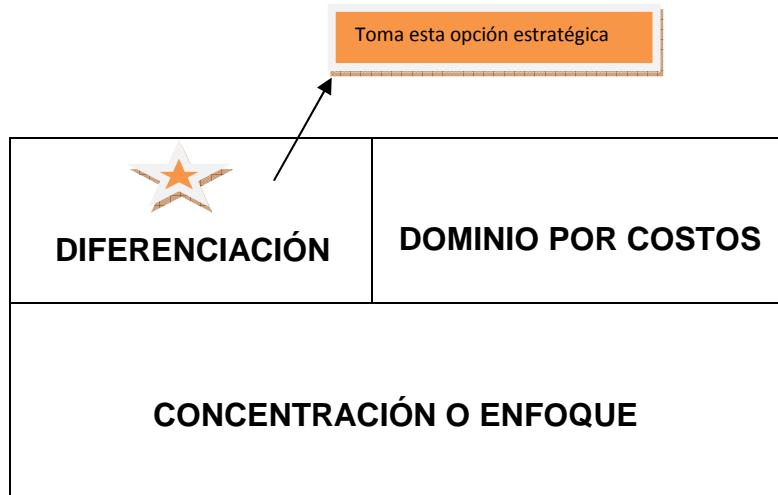 Toma esta opción estratégica
DIFERENCIACIÓN
DOMINIO POR COSTOS
CONCENTRACIÓN O ENFOQUE